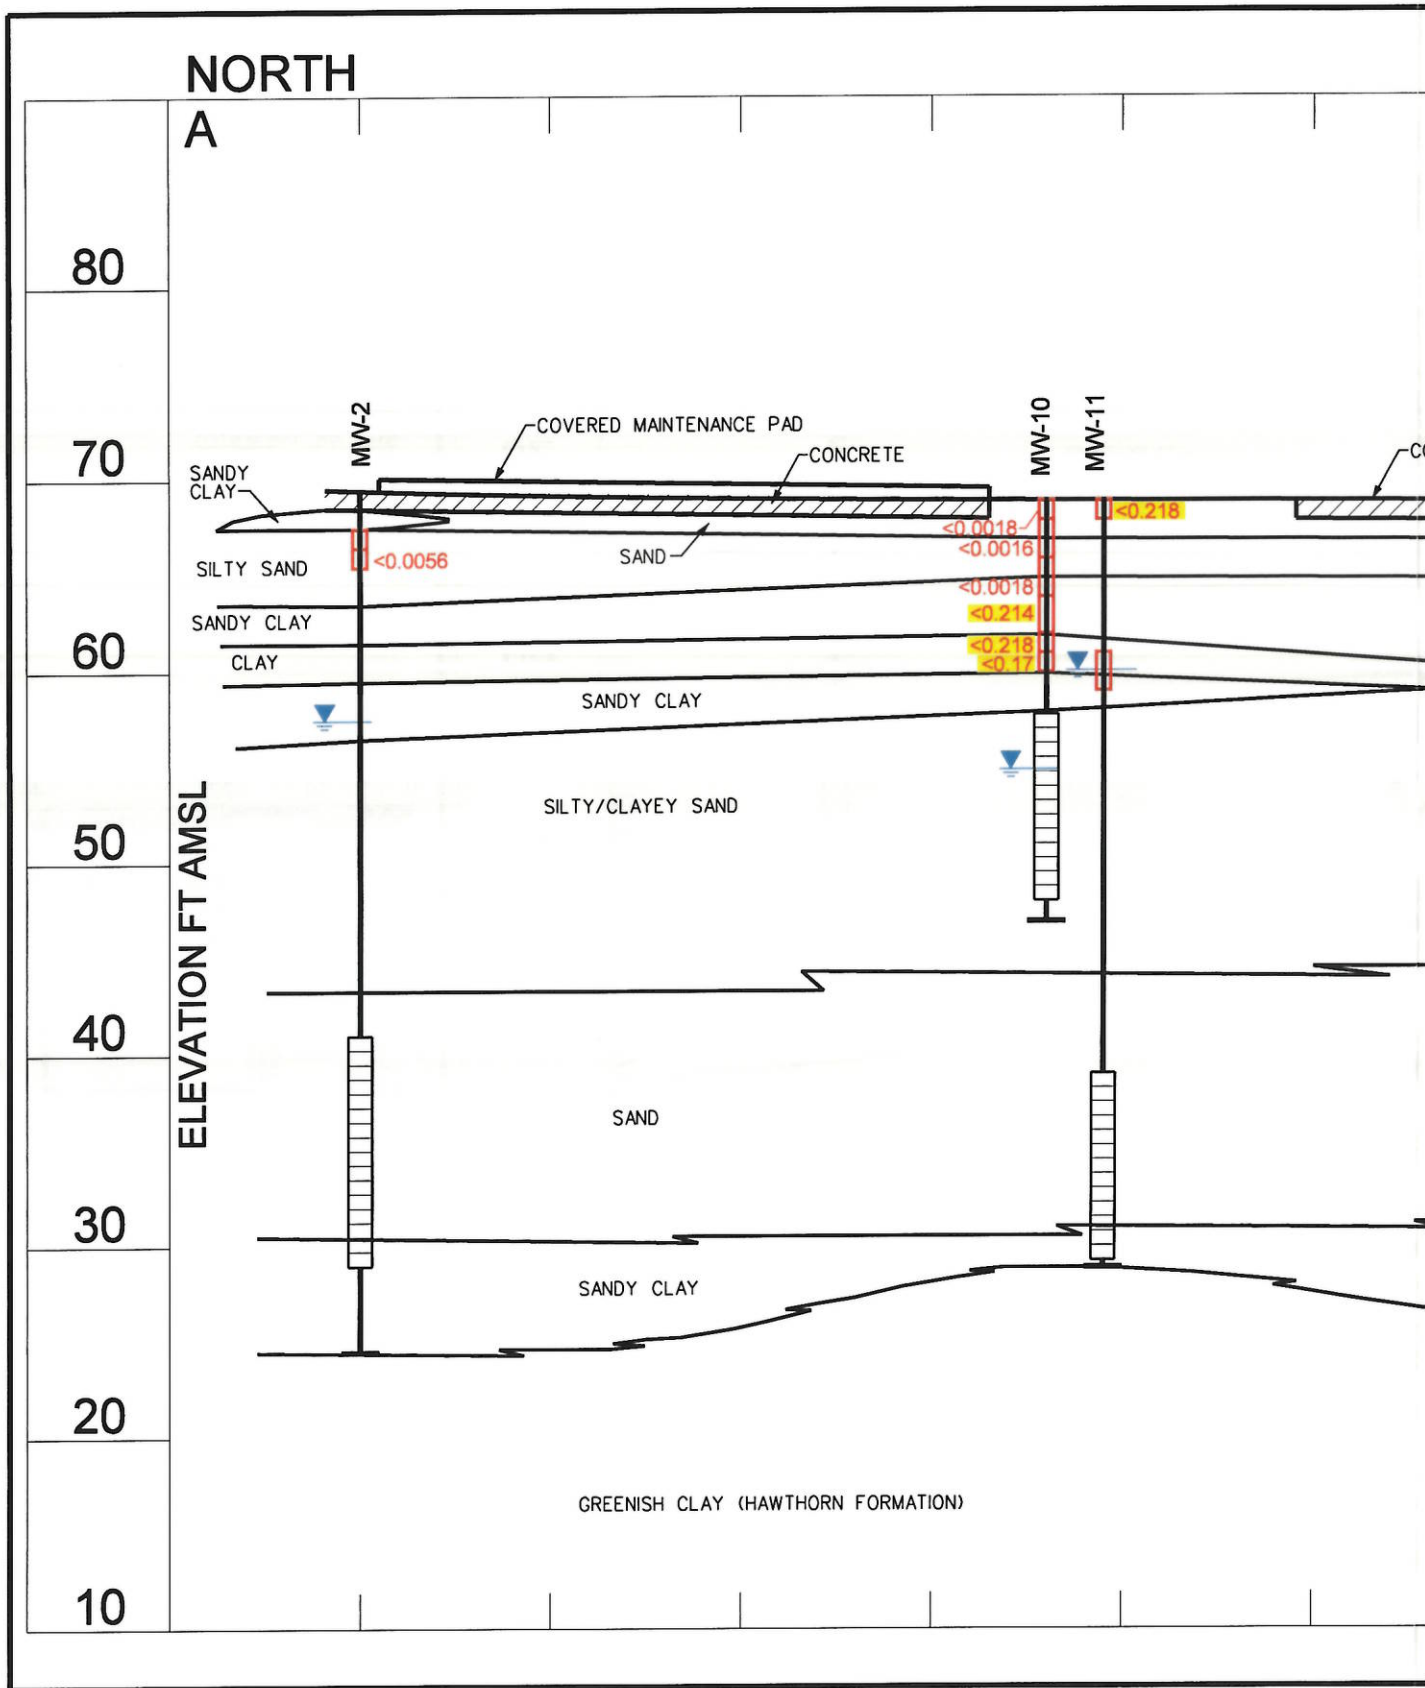 NORTH
A
80
70
60
50
40
30
20
10
ELEVATION FT AMSL
MW-2
COVERED MAINTENANCE PAD
CONCRETE
MW-10
MW-11
SANDY
CLAY
<0.218
<0.0018
<0.0016
SAND
<0.0056
SILTY SAND
<0.0018
<0.214
SANDY CLAY
<0.218
<0.17
CLAY
SANDY CLAY
SILTY/CLAYEY SAND
SAND
SANDY CLAY
GREENISH CLAY (HAWTHORN FORMATION)